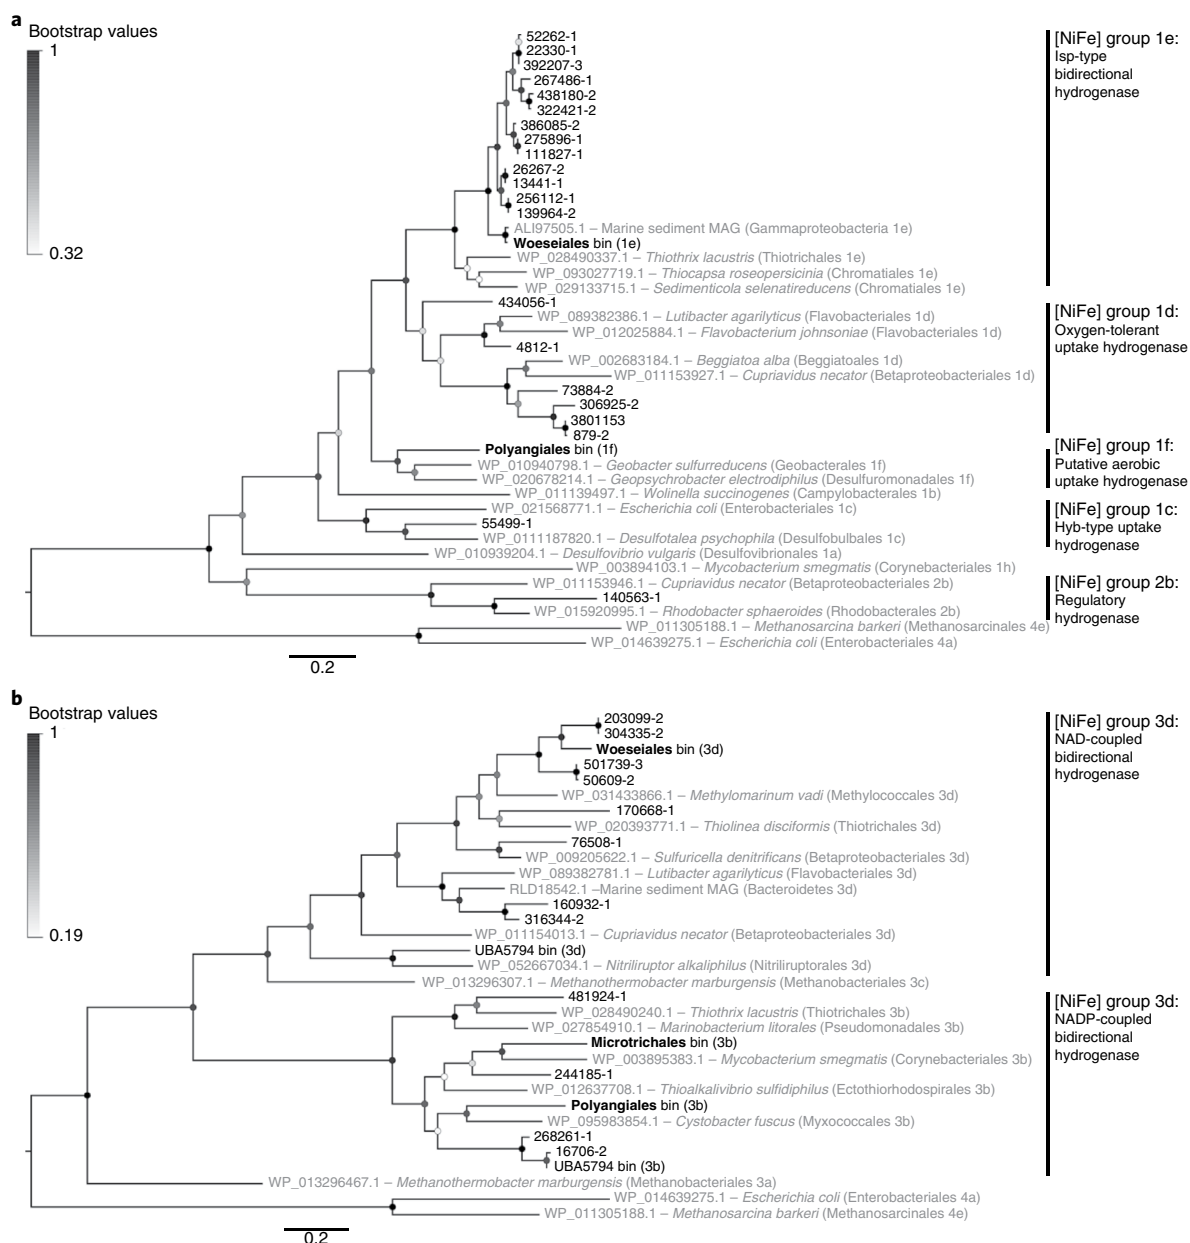 a
Bootstrap values
1
0.32
52262-1
22330-1
392207-3
267486-1
438180-2
322421-2
386085-2
275896-1
111827-1
26267-2
13441-1
256112-1
139964-2
ALI97505.1 – Marine sediment MAG (Gammaproteobacteria 1e)
Woeseiales bin (1e)
WP_028490337.1 – Thiothrix lacustris (Thiotrichales 1e)
WP_093027719.1 – Thiocapsa roseopersicinia (Chromatiales 1e)
WP_029133715.1 – Sedimenticola selenatireducens (Chromatiales 1e)
434056-1
WP_089382386.1 – Lutibacter agarilyticus (Flavobacteriales 1d)
WP_012025884.1 – Flavobacterium johnsoniae (Flavobacteriales 1d)
4812-1
WP_002683184.1 – Beggiatoa alba (Beggiatoales 1d)
WP_011153927.1 – Cupriavidus necator (Betaproteobacteriales 1d)
73884-2
306925-2
3801153
879-2
Polyangiales bin (1f)
WP_010940798.1 – Geobacter sulfurreducens (Geobacterales 1f)
WP_020678214.1 – Geopsychrobacter electrodiphilus (Desulfuromonadales 1f)
WP_011139497.1 – Wolinella succinogenes (Campylobacterales 1b)
WP_021568771.1 – Escherichia coli (Enterobacteriales 1c)
55499-1
WP_0111187820.1 – Desulfotalea psychophila (Desulfobulbales 1c)
WP_010939204.1 – Desulfovibrio vulgaris (Desulfovibrionales 1a)
WP_003894103.1 – Mycobacterium smegmatis (Corynebacteriales 1h)
WP_011153946.1 – Cupriavidus necator (Betaproteobacteriales 2b)
140563-1
WP_015920995.1 – Rhodobacter sphaeroides (Rhodobacterales 2b)
WP_011305188.1 – Methanosarcina barkeri (Methanosarcinales 4e)
WP_014639275.1 – Escherichia coli (Enterobacteriales 4a)
0.2
[NiFe] group 1e:
Isp-type
bidirectional
hydrogenase
[NiFe] group 1d:
Oxygen-tolerant
uptake hydrogenase
[NiFe] group 1f:
Putative aerobic
uptake hydrogenase
[NiFe] group 1c:
Hyb-type uptake
hydrogenase
[NiFe] group 2b:
Regulatory
hydrogenase
b
Bootstrap values
1
0.19
203099-2
304335-2
Woeseiales bin (3d)
501739-3
50609-2
WP_031433866.1 – Methylomarinum vadi (Methylococcales 3d)
170668-1
WP_020393771.1 – Thiolinea disciformis (Thiotrichales 3d)
76508-1
WP_009205622.1 – Sulfuricella denitrificans (Betaproteobacteriales 3d)
WP_089382781.1 – Lutibacter agarilyticus (Flavobacteriales 3d)
RLD18542.1 –Marine sediment MAG (Bacteroidetes 3d)
160932-1
316344-2
WP_011154013.1 – Cupriavidus necator (Betaproteobacteriales 3d)
UBA5794 bin (3d)
WP_052667034.1 – Nitriliruptor alkaliphilus (Nitriliruptorales 3d)
WP_013296307.1 – Methanothermobacter marburgensis (Methanobacteriales 3c)
481924-1
WP_028490240.1 – Thiothrix lacustris (Thiotrichales 3b)
WP_027854910.1 – Marinobacterium litorales (Pseudomonadales 3b)
Microtrichales bin (3b)
WP_003895383.1 – Mycobacterium smegmatis (Corynebacteriales 3b)
244185-1
WP_012637708.1 – Thioalkalivibrio sulfidiphilus (Ectothiorhodospirales 3b)
Polyangiales bin (3b)
WP_095983854.1 – Cystobacter fuscus (Myxococcales 3b)
268261-1
16706-2
UBA5794 bin (3b)
WP_013296467.1 – Methanothermobacter marburgensis (Methanobacteriales 3a)
WP_014639275.1 – Escherichia coli (Enterobacteriales 4a)
WP_011305188.1 – Methanosarcina barkeri (Methanosarcinales 4e)
0.2
[NiFe] group 3d:
NAD-coupled
bidirectional
hydrogenase
[NiFe] group 3d:
NADP-coupled
bidirectional
hydrogenase